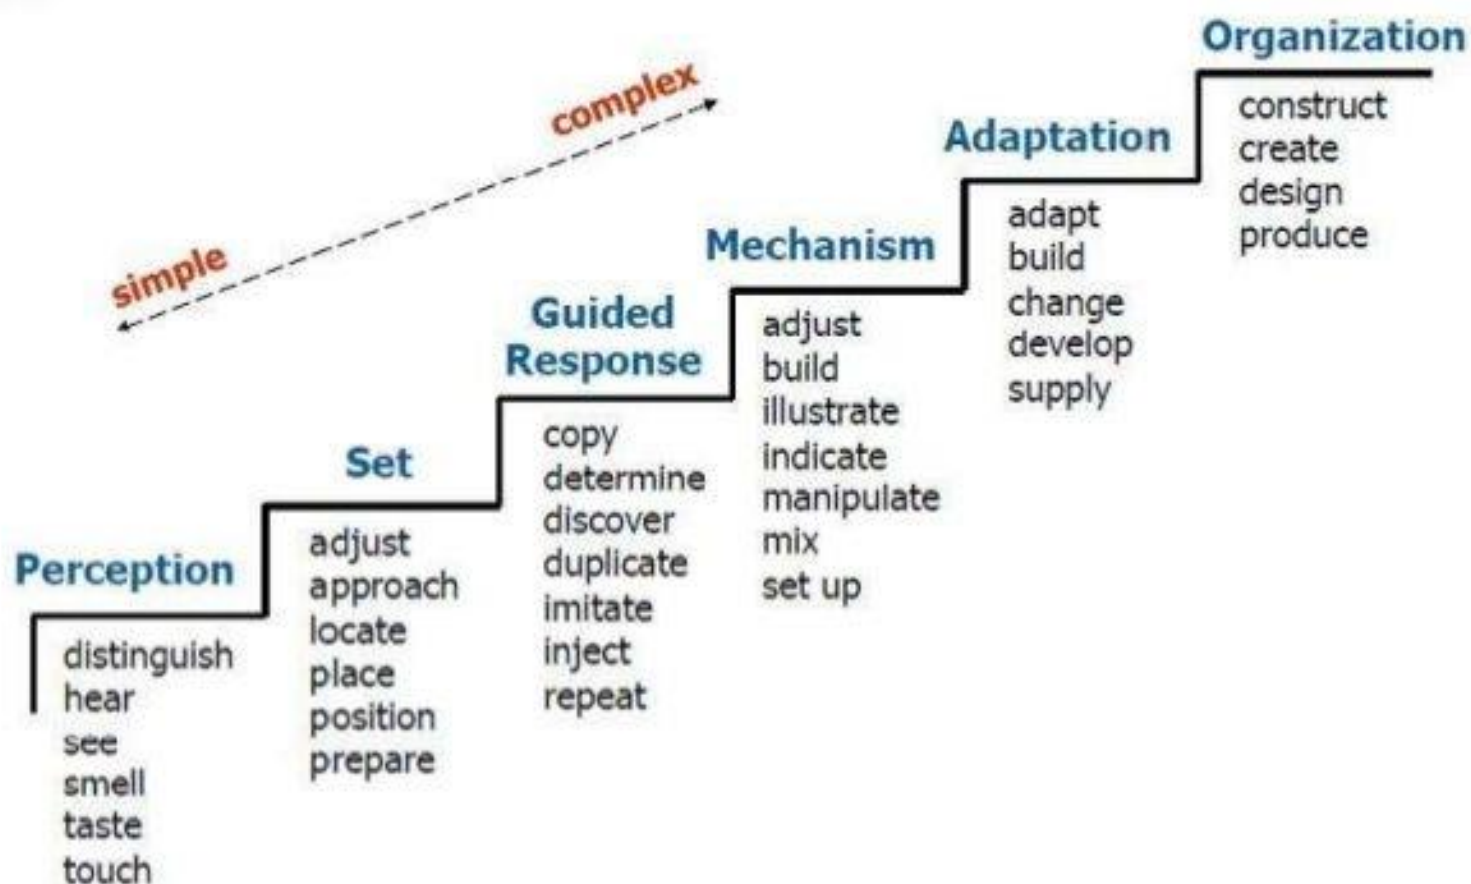 simple
complex
Perception
distinguish
hear
see
smell
taste
touch
Set
adjust
approach
locate
place
position
prepare
Guided
Response
copy
determine
discover
duplicate
imitate
inject
repeat
Mechanism
adjust
build
illustrate
indicate
manipulate
mix
set up
Adaptation
adapt
build
change
develop
supply
Organization
construct
create
design
produce